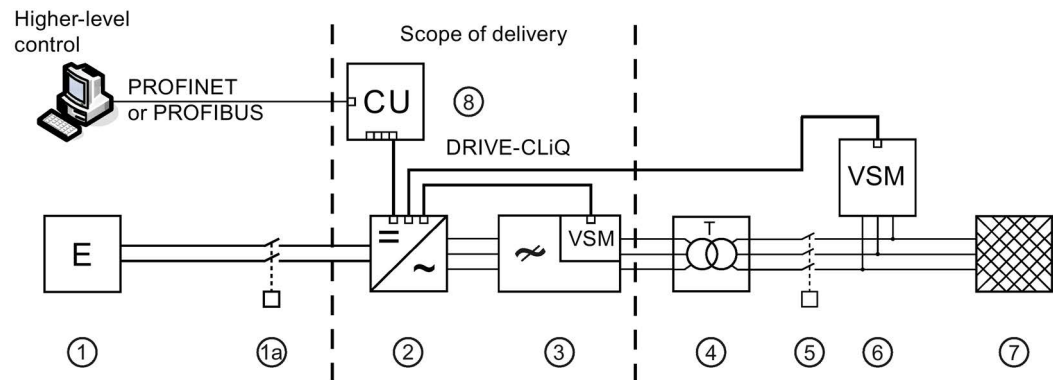 Higher-level
control
Scope of delivery
PROFINET
or PROFIBUS
CU
8
DRIVE-CLiQ
VSM
E
=
~
≁
VSM
T
1
1a
2
3
4
5
6
7